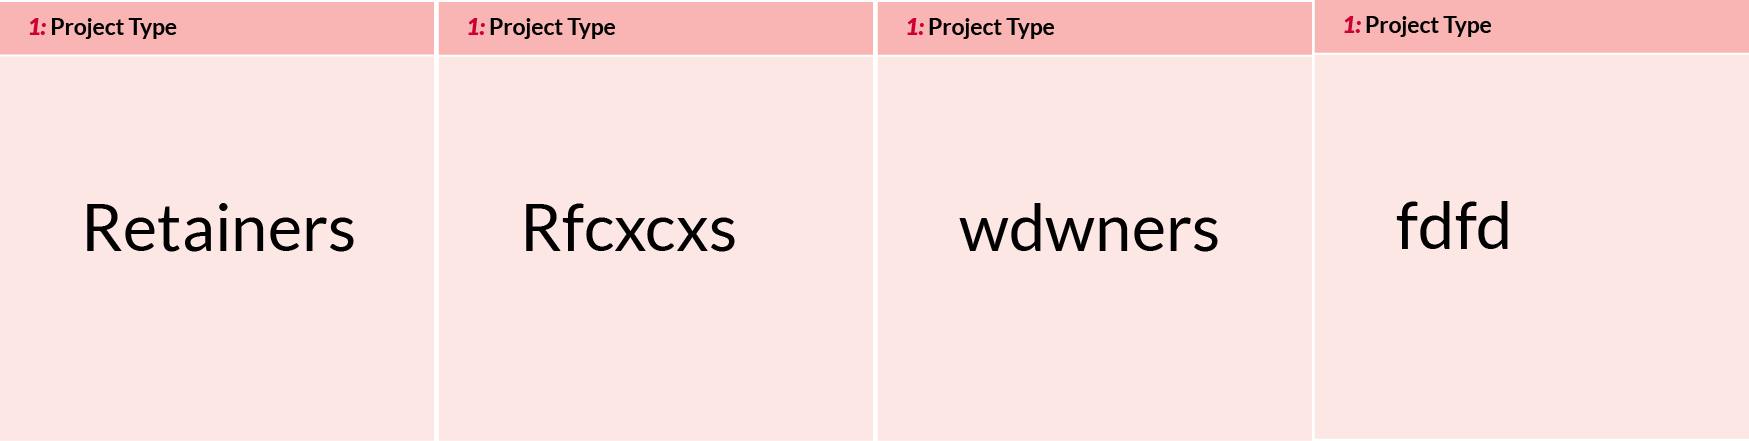 1: Project Type
Retainers
1: Project Type
Rfcxcxs
1: Project Type
wdwners
1: Project Type
fdfd